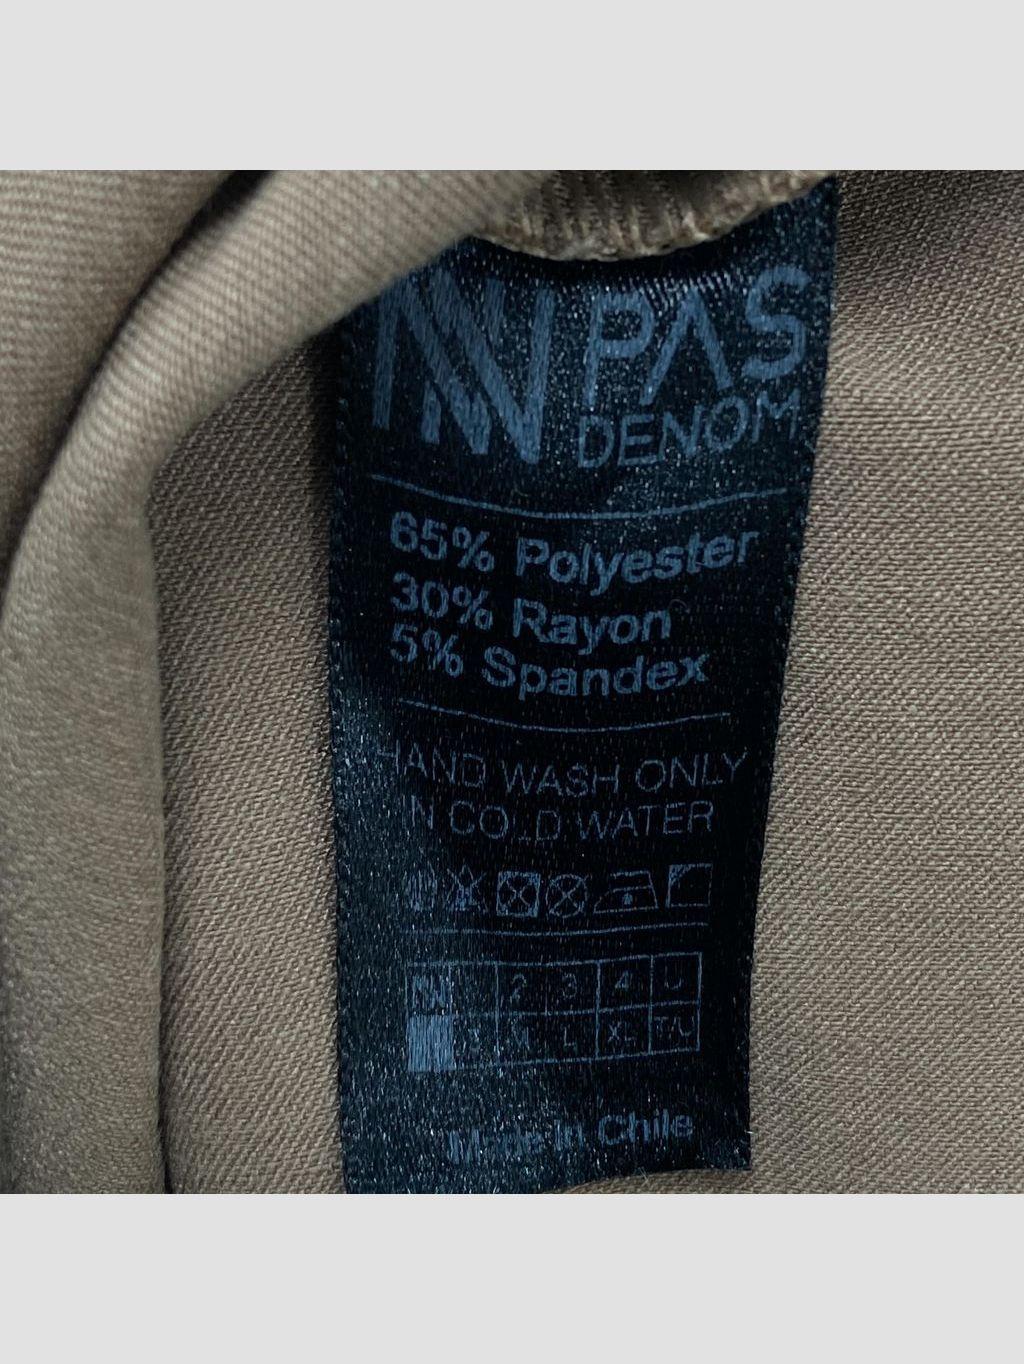 PAS
DENOM
65% Polyester
30% Rayon
5% Spandex
HAND WASH ONLY
IN COLD WATER
2 3 4 U
M L XL T/U
Made in Chile